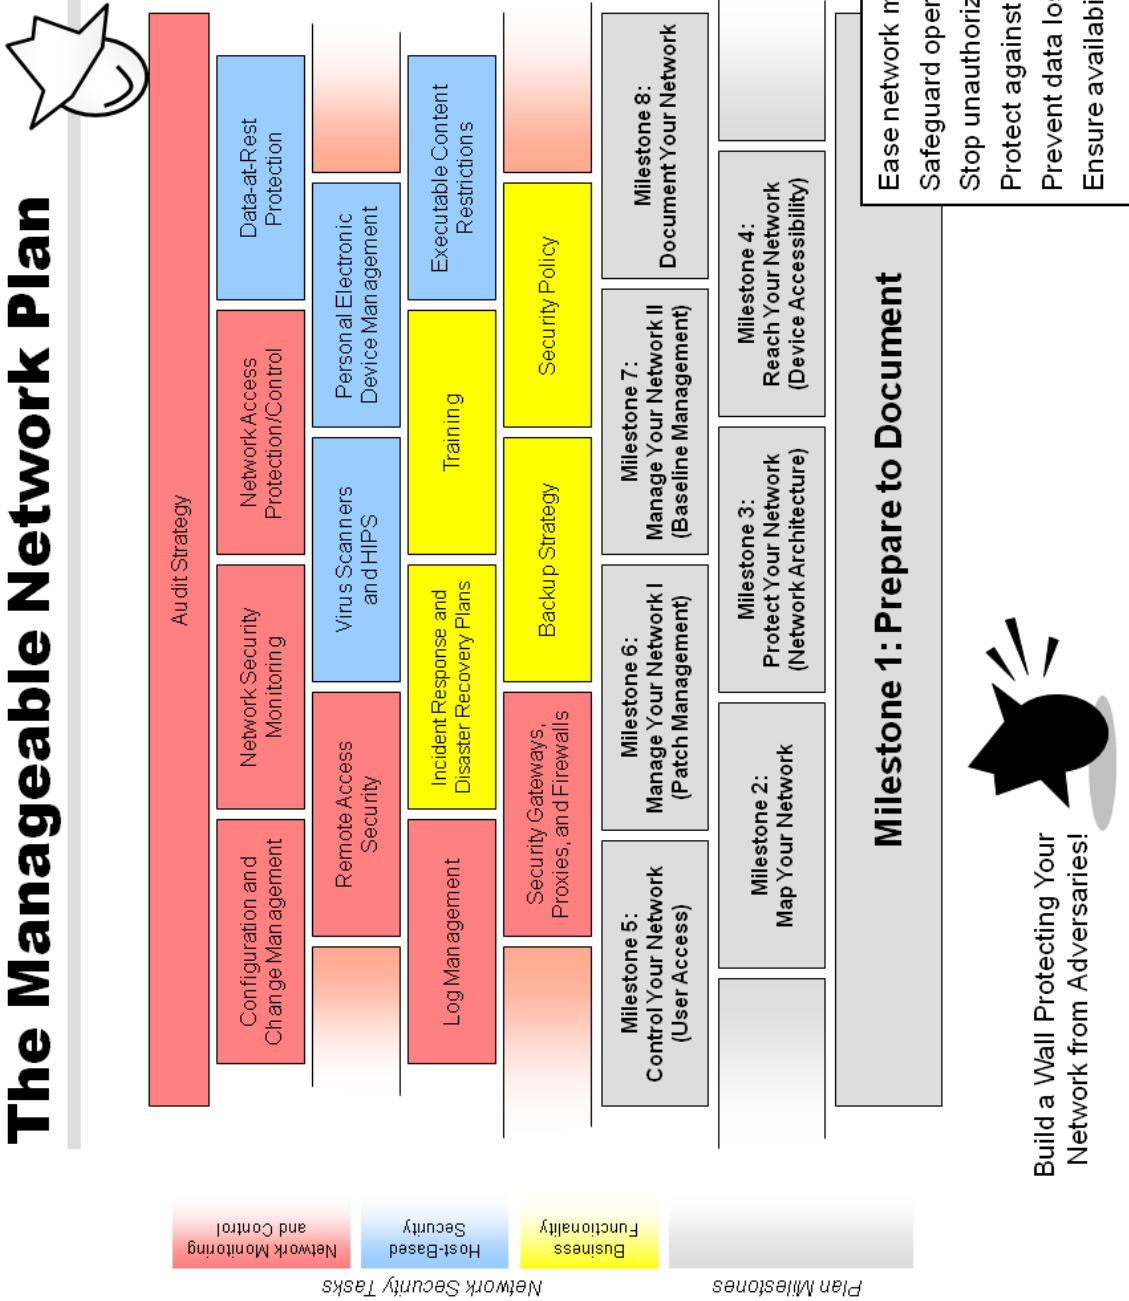 The Manageable Network Plan
Audit Strategy
Configuration and
Change Management
Network Security
Monitoring
Network Access
Protection/Control
Data-at-Rest
Protection
Remote Access
Security
Virus Scanners
and HIPS
Personal Electronic
Device Management
Log Management
Incident Response and
Disaster Recovery Plans
Training
Executable Content
Restrictions
Security Gateways,
Proxies, and Firewalls
Backup Strategy
Security Policy
Milestone 5:
Control Your Network
(User Access)
Milestone 6:
Manage Your Network I
(Patch Management)
Milestone 7:
Manage Your Network II
(Baseline Management)
Milestone 8:
Document Your Network
Milestone 2:
Map Your Network
Milestone 3:
Protect Your Network
(Network Architecture)
Milestone 4:
Reach Your Network
(Device Accessibility)
Milestone 1: Prepare to Document
Ease network m
Safeguard oper
Stop unauthoriz
Protect against
Prevent data los
Ensure availabi
Build a Wall Protecting Your
Network from Adversaries!
Network Security Tasks
Network Monitoring
and Control
Host-Based
Security
Business
Functionality
Plan Milestones